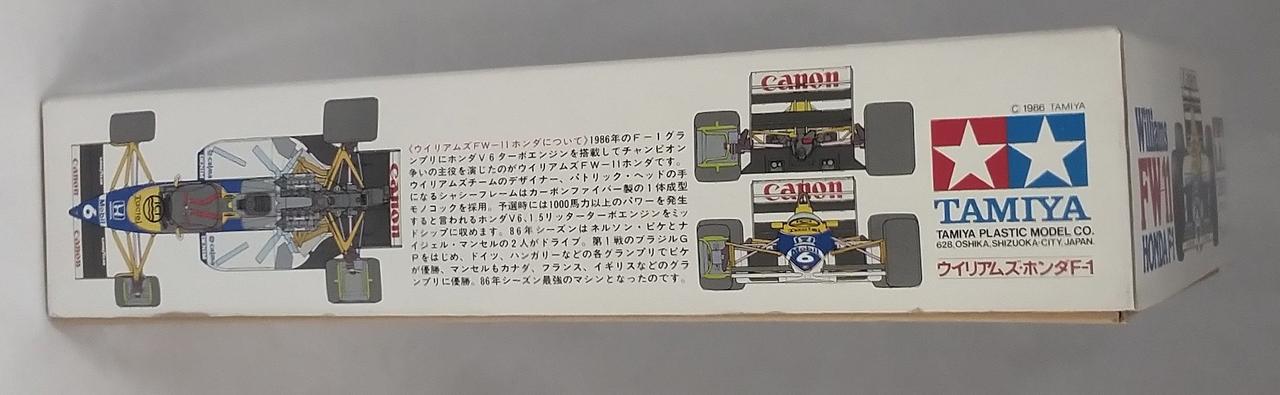 Canon
Canon
6
Mobil
〈ウイリアムズFW-11ホンダについて〉1986年のF-1グラ
ンプリにホンダV6ターボエンジンを搭載してチャンピオン
争いの主役を演じたのがウイリアムズFW-11ホンダです。
ウイリアムズチームのデザイナー、パトリック・ヘッドの手
になるシャシーフレームはカーボンファイバー製の1体成型
モノコックを採用。予選時には1000馬力以上のパワーを発生
すると言われるホンダV6、1.5リッターターボエンジンをミッ
ドシップに収めます。86年シーズンはネルソン・ピケとナ
イジェル・マンセルの2人がドライブ。第1戦のブラジルG
Pをはじめ、ドイツ、ハンガリーなどの各グランプリでピケ
が優勝、マンセルもカナダ、フランス、イギリスなどのグラ
ンプリに優勝。86年シーズン最強のマシンとなったのです。
Canon
Canon
Canon
Mobil
6
© 1986 TAMIYA
TAMIYA
TAMIYA PLASTIC MODEL CO.
628, OSHIKA, SHIZUOKA-CITY, JAPAN.
ウイリアムズ・ホンダF-1
Williams
FW-11
HONDA F-1